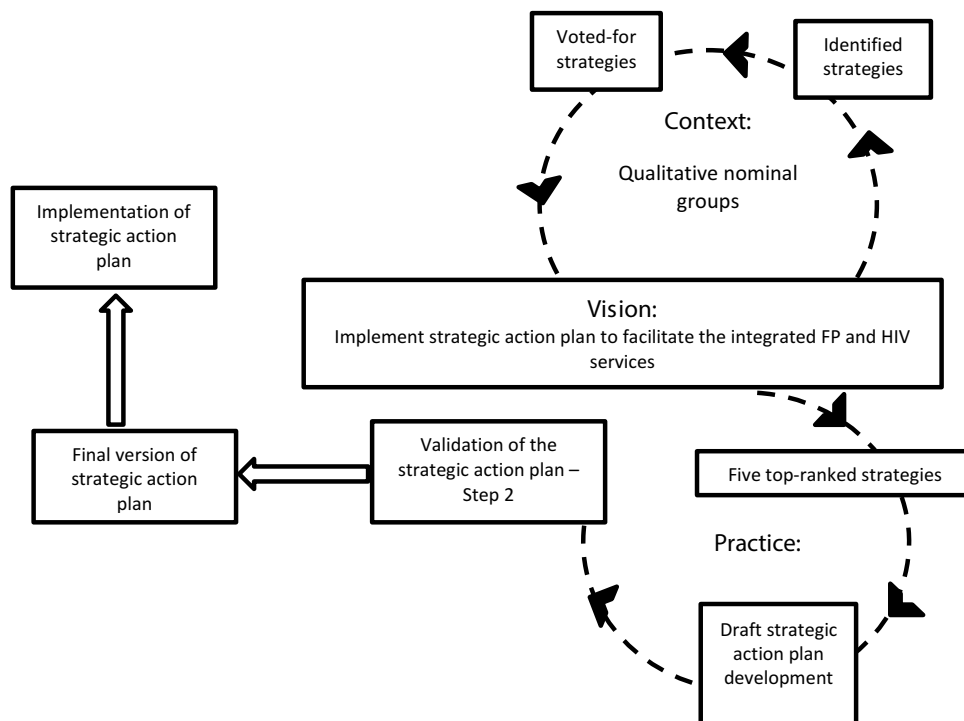 Voted-for
strategies
Identified
strategies
Context:
Qualitative nominal
groups
Implementation of
strategic action
plan
Vision:
Implement strategic action plan to facilitate the integrated FP and HIV
services
Final version of
strategic action
plan
Validation of the
strategic action plan –
Step 2
Five top-ranked strategies
Practice:
Draft strategic
action plan
development